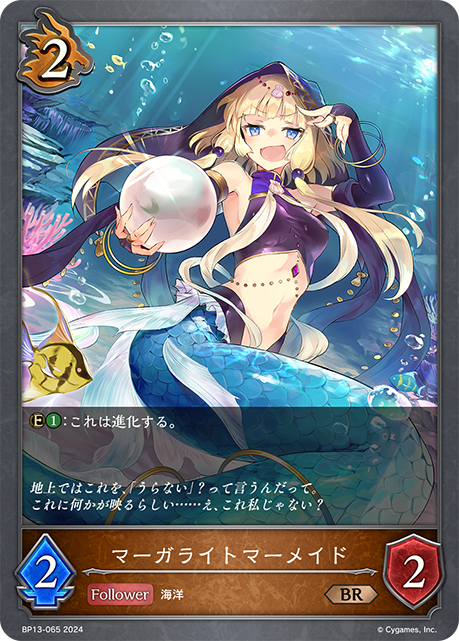 2
E1：これは進化する。
地上ではこれを、「うらない」？って言うんだって。
これに何かが映るらしい……え、これ私じゃない？
マーガライトマーメイド
2
Follower 海洋
BR
2
BP13-065 2024
© Cygames, Inc.